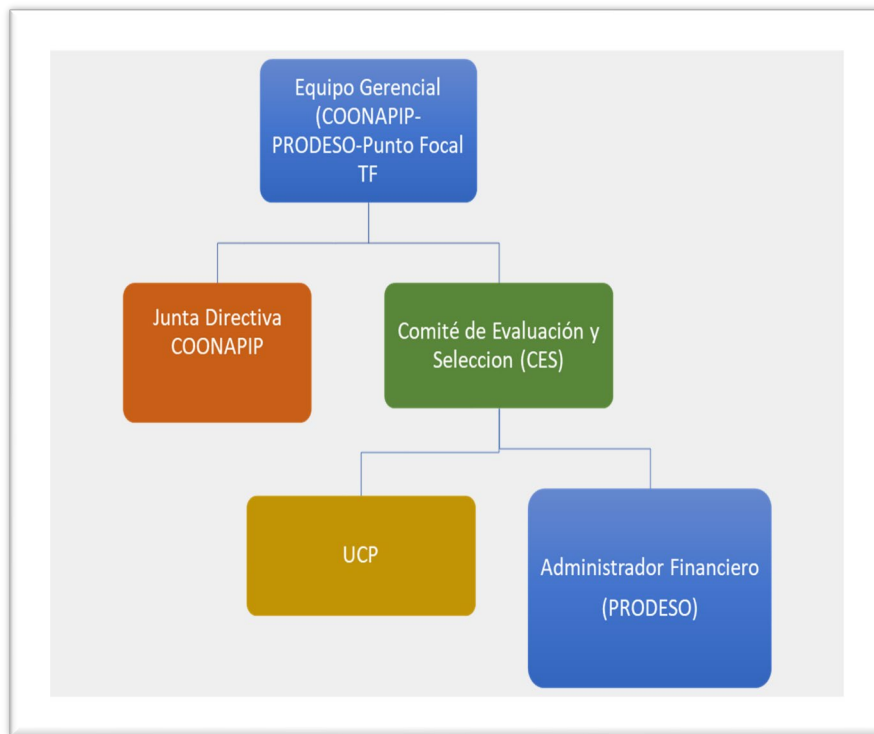 Equipo Gerencial
(COONAPIP-
PRODESO-Punto Focal
TF
Junta Directiva
COONAPIP
Comité de Evaluación y
Seleccion (CES)
UCP
Administrador Financiero
(PRODESO)